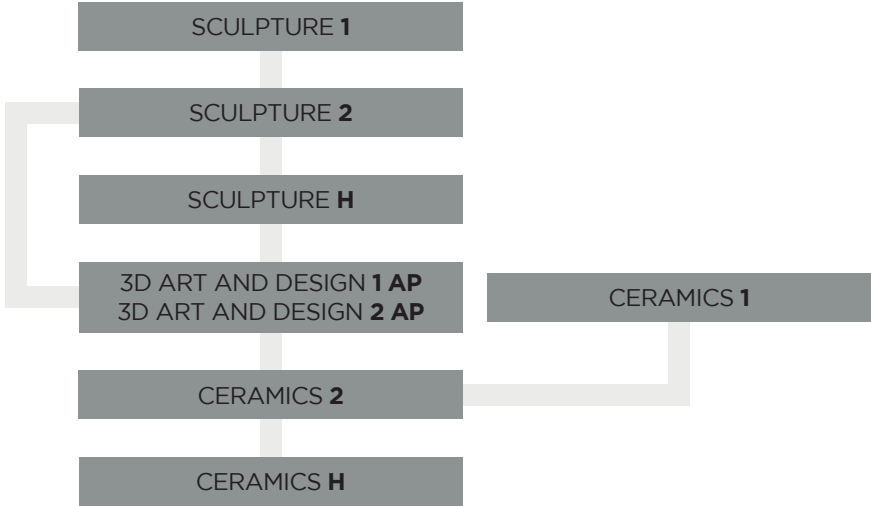 SCULPTURE 1
SCULPTURE 2
SCULPTURE H
3D ART AND DESIGN 1 AP
3D ART AND DESIGN 2 AP
CERAMICS 1
CERAMICS 2
CERAMICS H